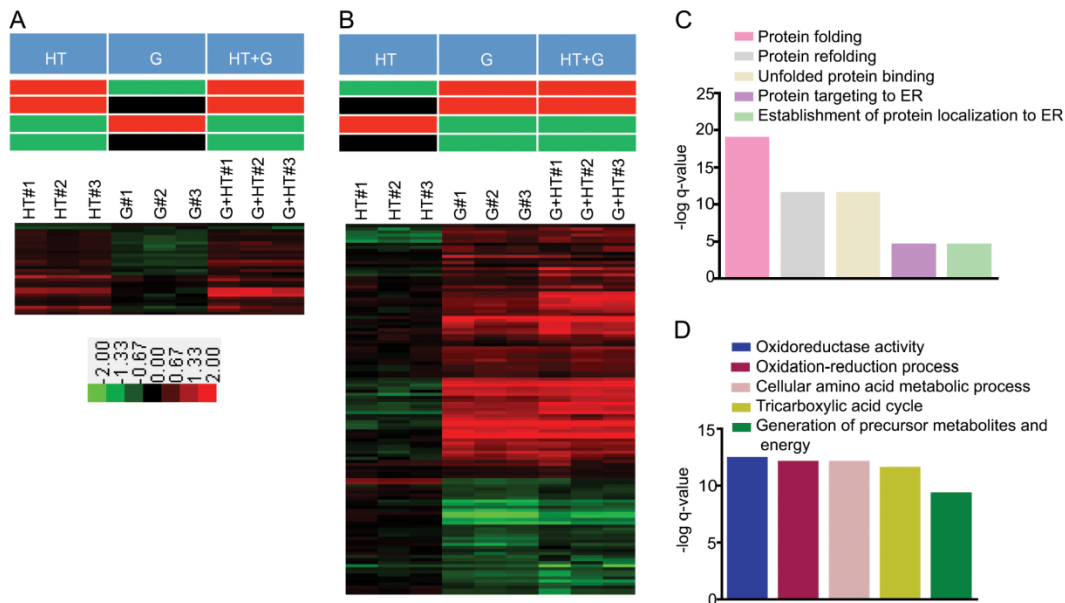 A
HT G HT+G
HT#1 HT#2 HT#3 G#1 G#2 G#3 G+HT#1 G+HT#2 G+HT#3
-2.00 -1.33 -0.67 0.00 0.67 1.33 2.00
B
HT G HT+G
HT#1 HT#2 HT#3 G#1 G#2 G#3 G+HT#1 G+HT#2 G+HT#3
C
Protein folding
Protein refolding
Unfolded protein binding
Protein targeting to ER
Establishment of protein localization to ER
25
20
15
10
5
0
-log q-value
D
Oxidoreductase activity
Oxidation-reduction process
Cellular amino acid metabolic process
Tricarboxylic acid cycle
Generation of precursor metabolites and
energy
15
10
5
0
-log q-value